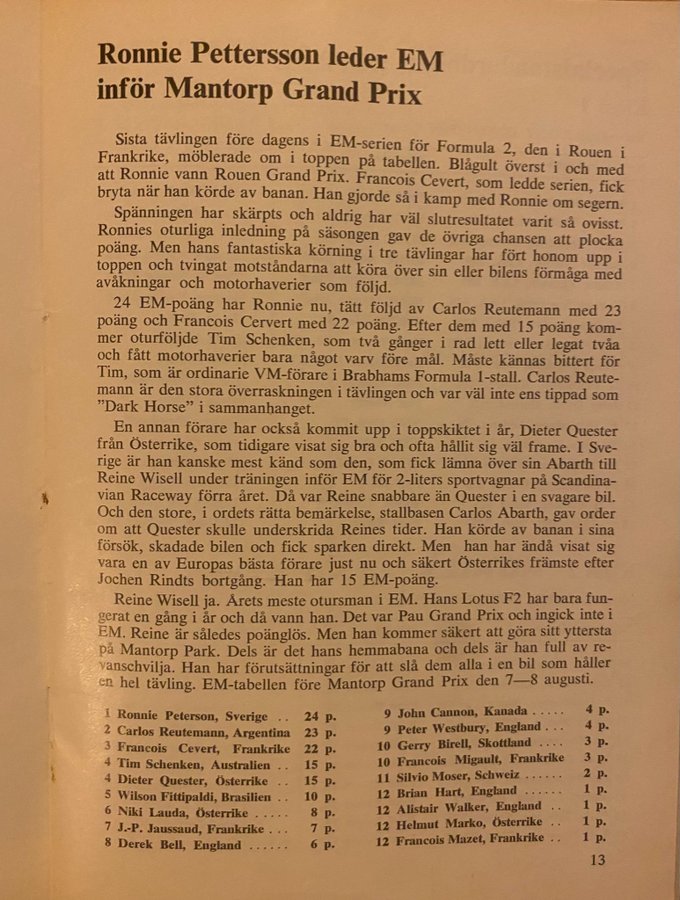 Ronnie Pettersson leder EM
inför Mantorp Grand Prix
Sista tävlingen före dagens i EM-serien för Formula 2, den i Rouen i
Frankrike, möblerade om i toppen på tabellen. Blågult överst i och med
att Ronnie vann Rouen Grand Prix. Francois Cevert, som ledde serien, fick
bryta när han körde av banan. Han gjorde så i kamp med Ronnie om segern.
Spänningen har skärpts och aldrig har väl slutresultatet varit så ovisst.
Ronnies oturliga inledning på säsongen gav de övriga chansen att plocka
poäng. Men hans fantastiska körning i tre tävlingar har fört honom upp i
toppen och tvingat motståndarna att köra över sin eller bilens förmåga med
avåkningar och motorhaverier som följd.
24 EM-poäng har Ronnie nu, tätt följd av Carlos Reutemann med 23
poäng och Francois Cervert med 22 poäng. Efter dem med 15 poäng kom-
mer oturföljde Tim Schenken, som två gånger i rad lett eller legat tvåa
och fått motorhaverier bara något varv före mål. Måste kännas bittert för
Tim, som är ordinarie VM-förare i Brabhams Formula 1-stall. Carlos Reute-
mann är den stora överraskningen i tävlingen och var väl inte ens tippad som
"Dark Horse" i sammanhanget.
En annan förare har också kommit upp i toppskiktet i år, Dieter Quester
från Österrike, som tidigare visat sig bra och ofta hållit sig väl frame. I Sve-
rige är han kanske mest känd som den, som fick lämna över sin Abarth till
Reine Wisell under träningen inför EM för 2-liters sportvagnar på Scandina-
vian Raceway förra året. Då var Reine snabbare än Quester i en svagare bil.
Och den store, i ordets rätta bemärkelse, stallbasen Carlos Abarth, gav order
om att Quester skulle underskrida Reines tider. Han körde av banan i sina
försök, skadade bilen och fick sparken direkt. Men han har ändå visat sig
vara en av Europas bästa förare just nu och säkert Österrikes främste efter
Jochen Rindts bortgång. Han har 15 EM-poäng.
Reine Wisell ja. Årets meste otursman i EM. Hans Lotus F2 har bara fun-
gerat en gång i år och då vann han. Det var Pau Grand Prix och ingick inte i
EM. Reine är således poänglös. Men han kommer säkert att göra sitt yttersta
på Mantorp Park. Dels är det hans hemmabana och dels är han full av re-
vanschvilja. Han har förutsättningar för att slå dem alla i en bil som håller
en hel tävling. EM-tabellen före Mantorp Grand Prix den 7—8 augusti.
1 Ronnie Peterson, Sverige .. 24 p.
2 Carlos Reutemann, Argentina 23 p.
3 Francois Cevert, Frankrike 22 p.
4 Tim Schenken, Australien .. 15 p.
4 Dieter Quester, Österrike .. 15 p.
5 Wilson Fittipaldi, Brasilien .. 10 p.
6 Niki Lauda, Österrike ..... 8 p.
7 J.-P. Jaussaud, Frankrike ... 7 p.
8 Derek Bell, England ...... 6 p.
9 John Cannon, Kanada ..... 4 p.
9 Peter Westbury, England ... 4 p.
10 Gerry Birell, Skottland .... 3 p.
10 Francois Migault, Frankrike 3 p.
11 Silvio Moser, Schweiz ...... 2 p.
12 Brian Hart, England ...... 1 p.
12 Alistair Walker, England .. 1 p.
12 Helmut Marko, Österrike .. 1 p.
12 Francois Mazet, Frankrike .. 1 p.
13